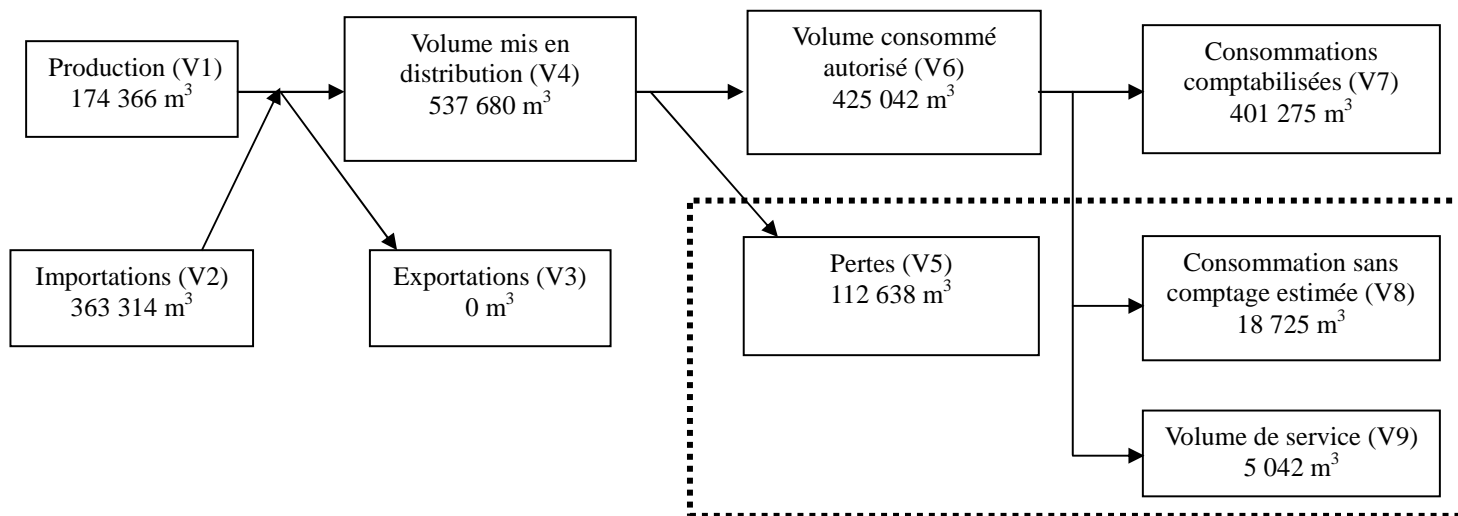 Production (V1)
174 366 m³
Volume mis en
distribution (V4)
537 680 m³
Volume consommé
autorisé (V6)
425 042 m³
Consommations
comptabilisées (V7)
401 275 m³
Importations (V2)
363 314 m³
Exportations (V3)
0 m³
Pertes (V5)
112 638 m³
Consommation sans
comptage estimée (V8)
18 725 m³
Volume de service (V9)
5 042 m³